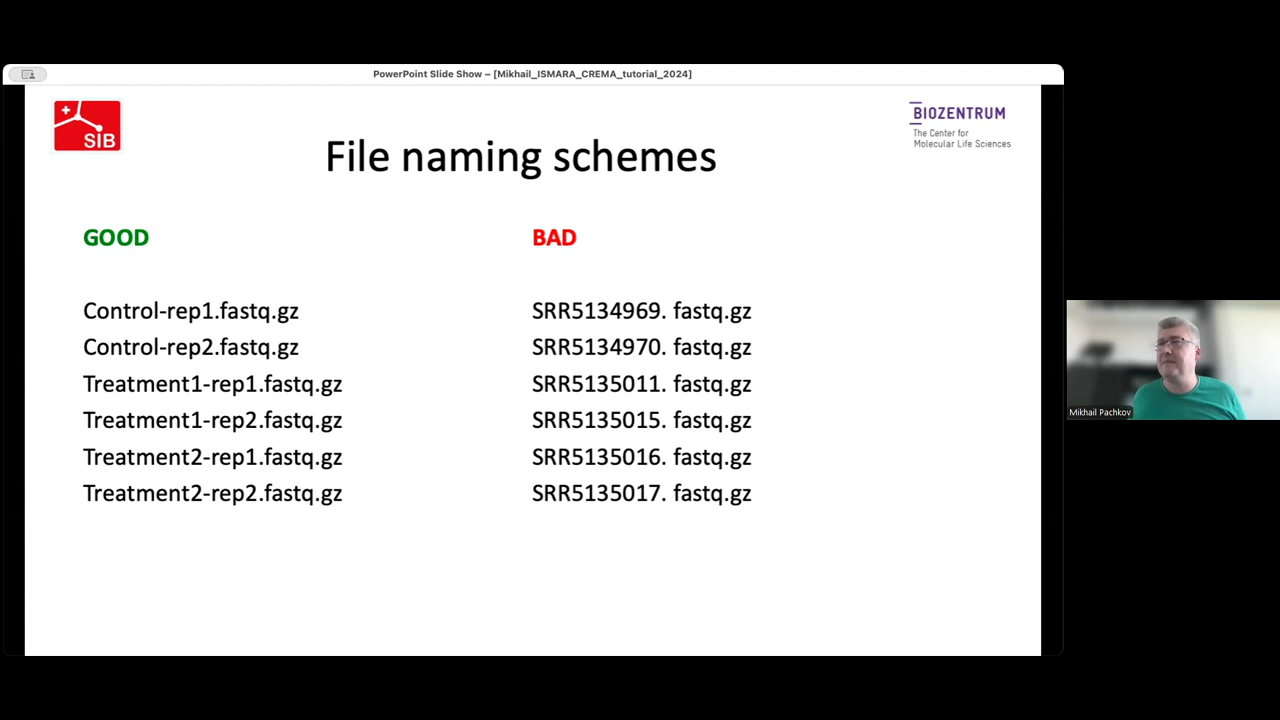 PowerPoint Slide Show – [Mikhail_ISMARA_CREMA_tutorial_2024]
SIB
BIOZENTRUM
The Center for
Molecular Life Sciences
File naming schemes
GOOD
Control-rep1.fastq.gz
Control-rep2.fastq.gz
Treatment1-rep1.fastq.gz
Treatment1-rep2.fastq.gz
Treatment2-rep1.fastq.gz
Treatment2-rep2.fastq.gz
BAD
SRR5134969. fastq.gz
SRR5134970. fastq.gz
SRR5135011. fastq.gz
SRR5135015. fastq.gz
SRR5135016. fastq.gz
SRR5135017. fastq.gz
Mikhail Pachkov